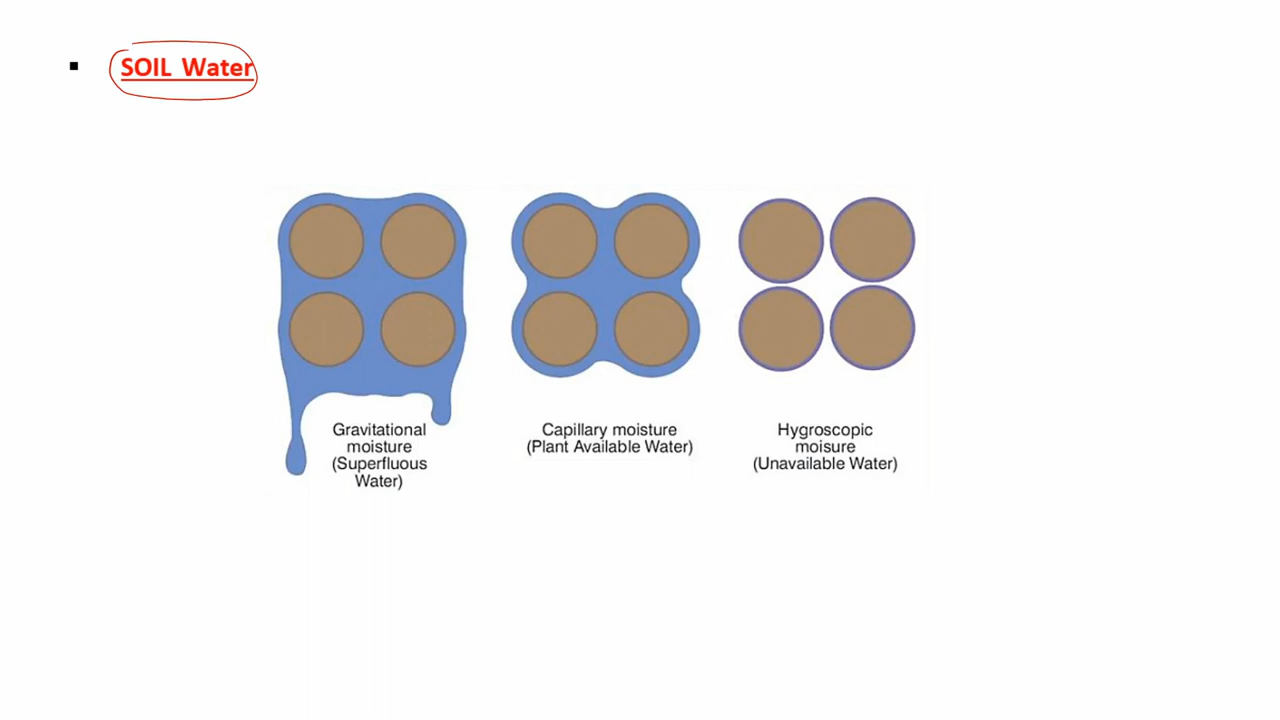 SOIL Water
Gravitational
moisture
(Superfluous
Water)
Capillary moisture
(Plant Available Water)
Hygroscopic
moisure
(Unavailable Water)